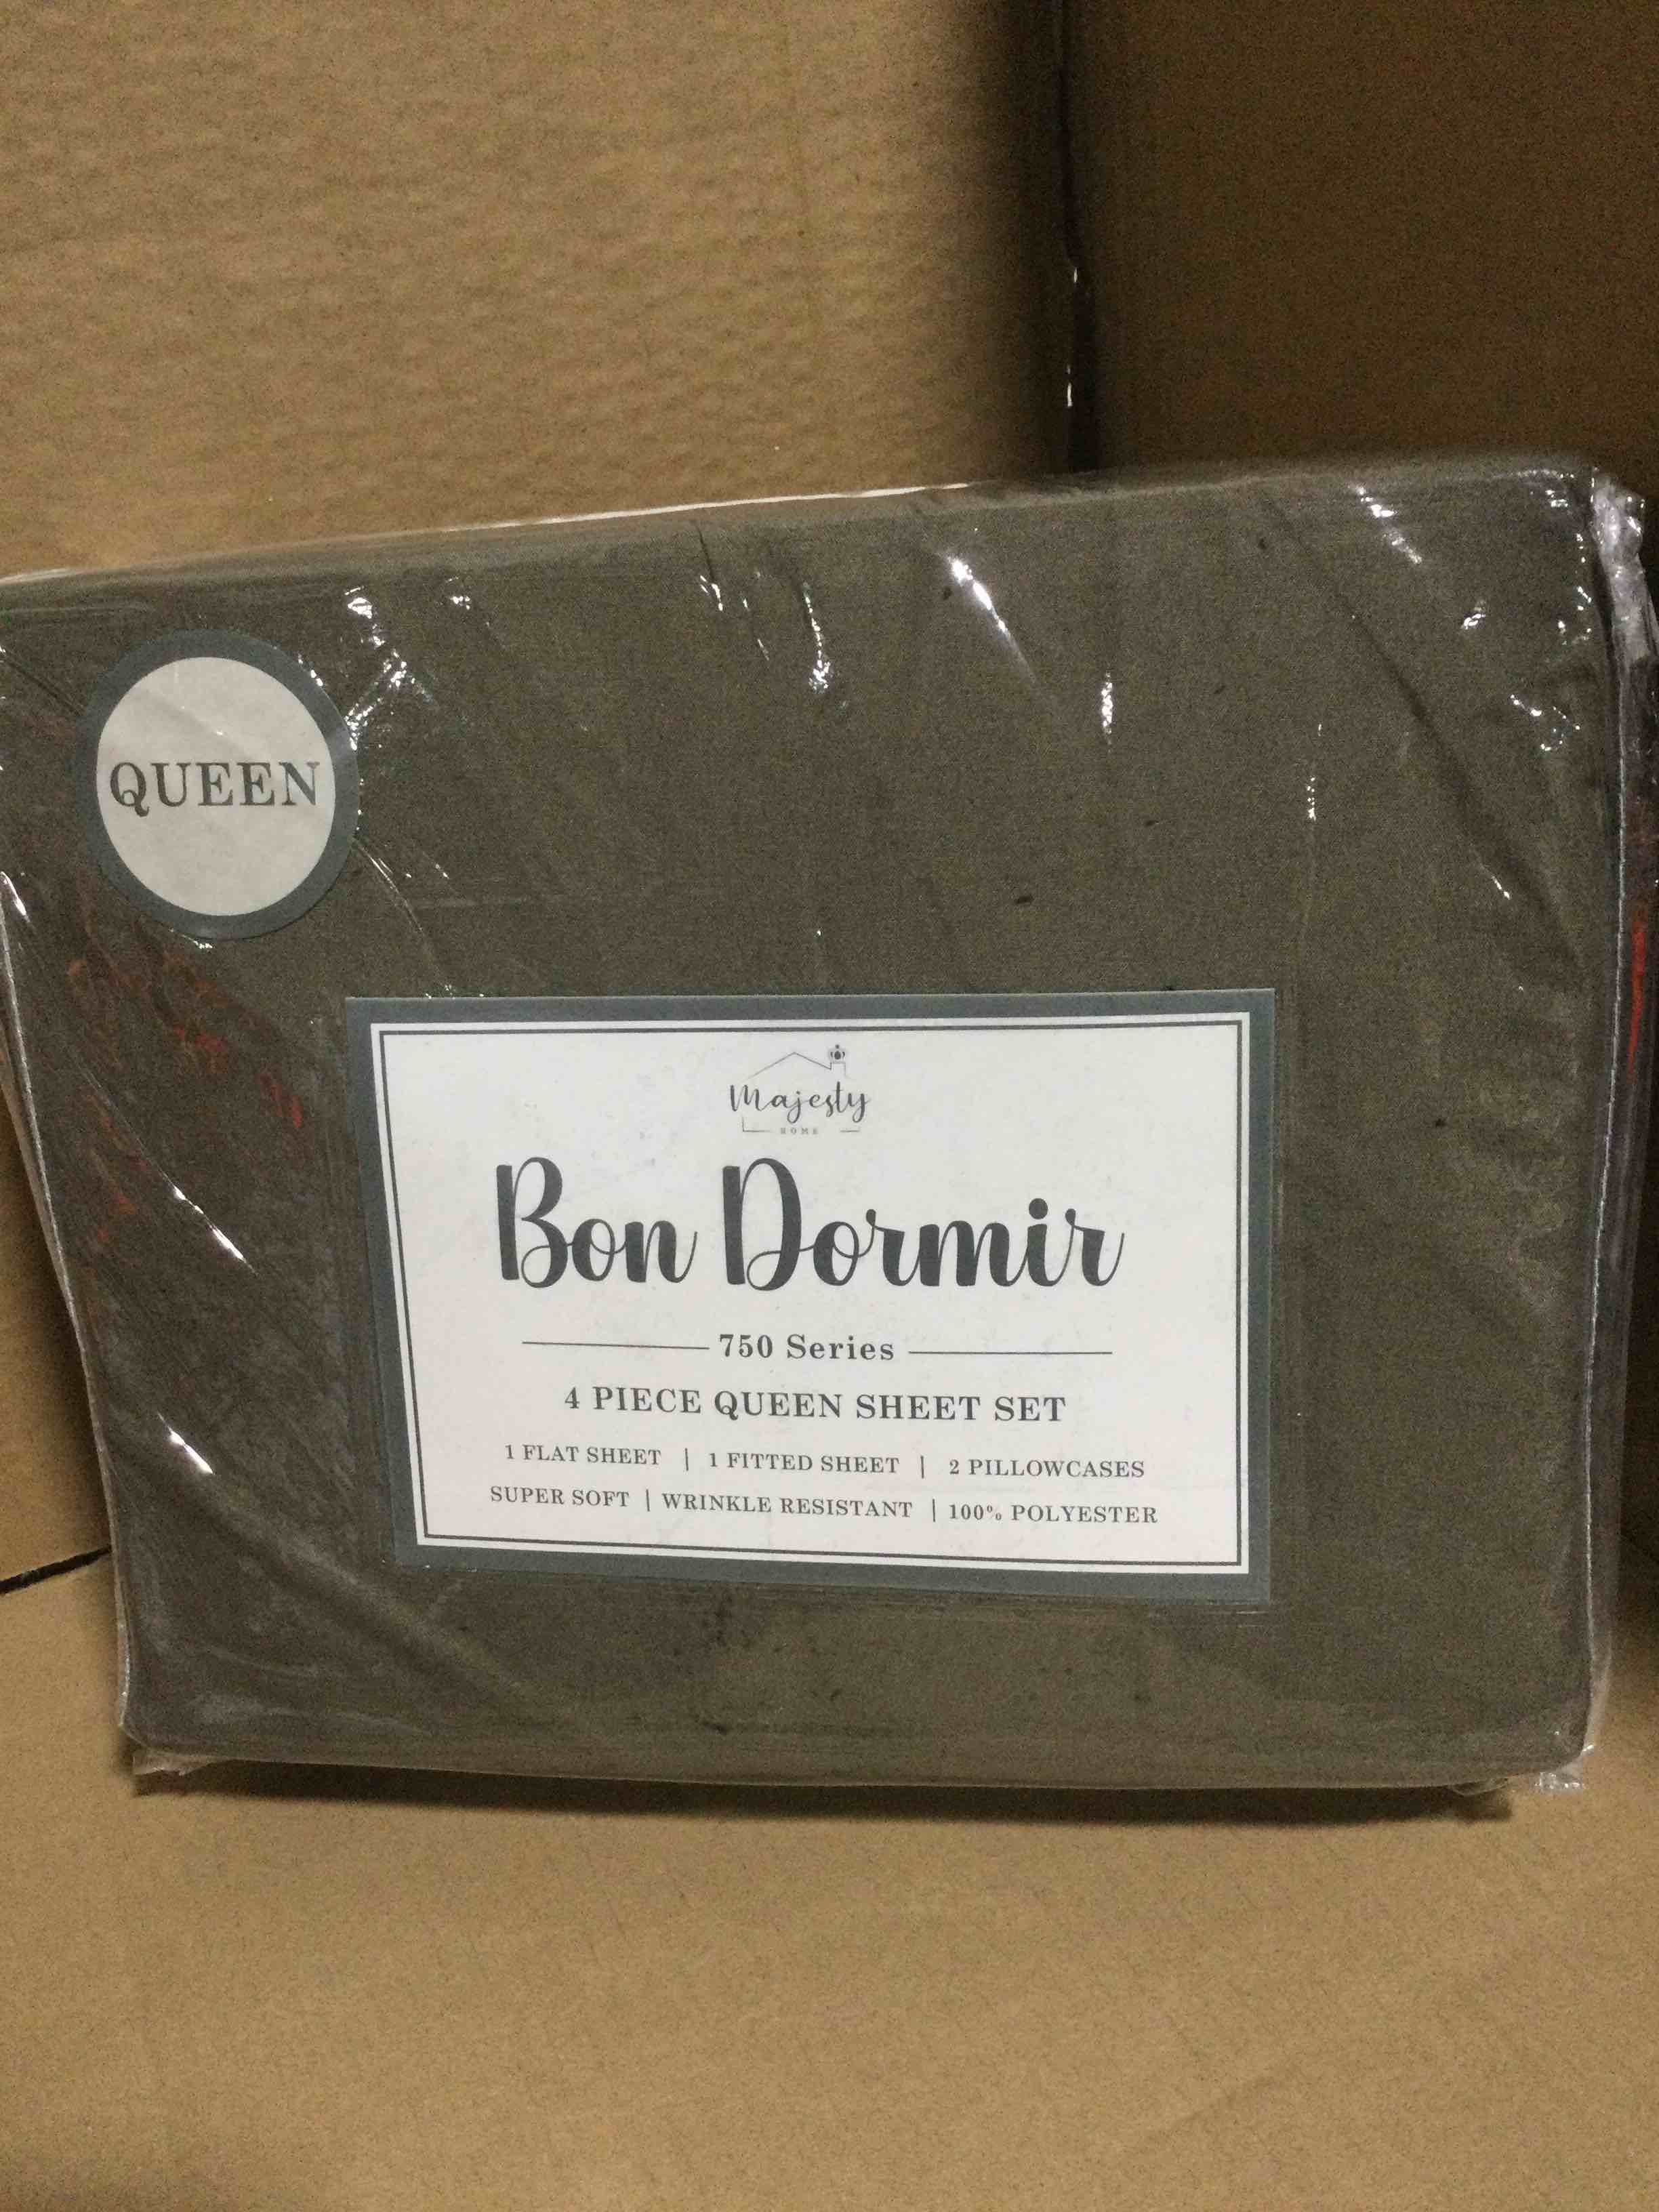 QUEEN
Majesty
HOME
Bon Dormir
750 Series
4 PIECE QUEEN SHEET SET
1 FLAT SHEET | 1 FITTED SHEET | 2 PILLOWCASES
SUPER SOFT | WRINKLE RESISTANT | 100% POLYESTER